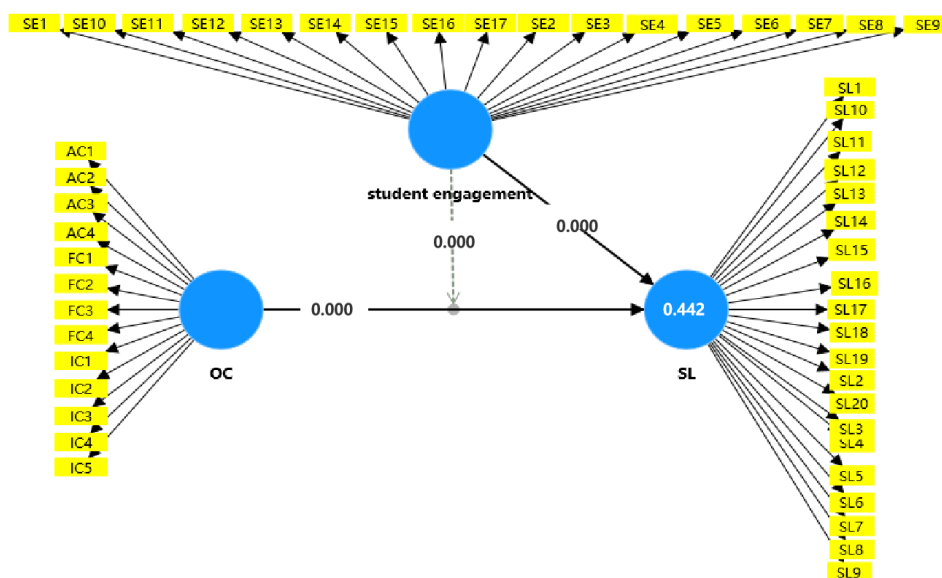 SE1 SE10 SE11 SE12 SE13 SE14 SE15 SE16 SE17 SE2 SE3 SE4 SE5 SE6 SE7 SE8 SE9
student engagement
0.000
0.000
AC1
AC2
AC3
AC4
FC1
FC2
FC3
FC4
IC1
IC2
IC3
IC4
IC5
OC
0.000
0.442
SL
SL1
SL10
SL11
SL12
SL13
SL14
SL15
SL16
SL17
SL18
SL19
SL2
SL20
SL3
SL4
SL5
SL6
SL7
SL8
SL9